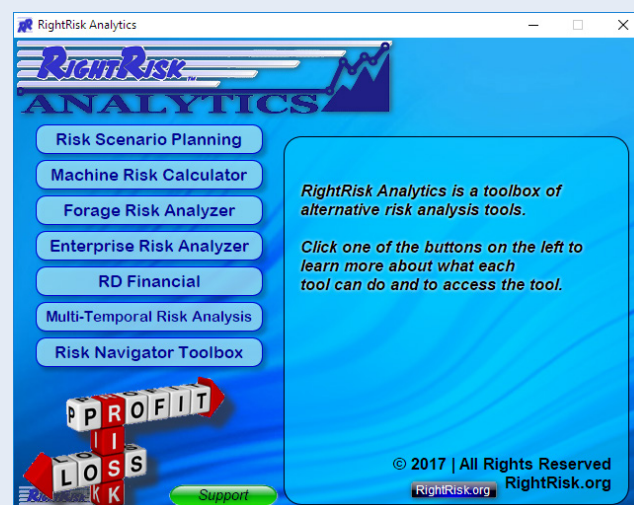 RightRisk Analytics
RIGHTRISK™
ANALYTICS
Risk Scenario Planning
Machine Risk Calculator
Forage Risk Analyzer
Enterprise Risk Analyzer
RD Financial
Multi-Temporal Risk Analysis
Risk Navigator Toolbox
RightRisk Analytics is a toolbox of
alternative risk analysis tools.
Click one of the buttons on the left to
learn more about what each
tool can do and to access the tool.
PROFIT
RISK
LOSS
Support
© 2017 | All Rights Reserved
RightRisk.org
RightRisk.org